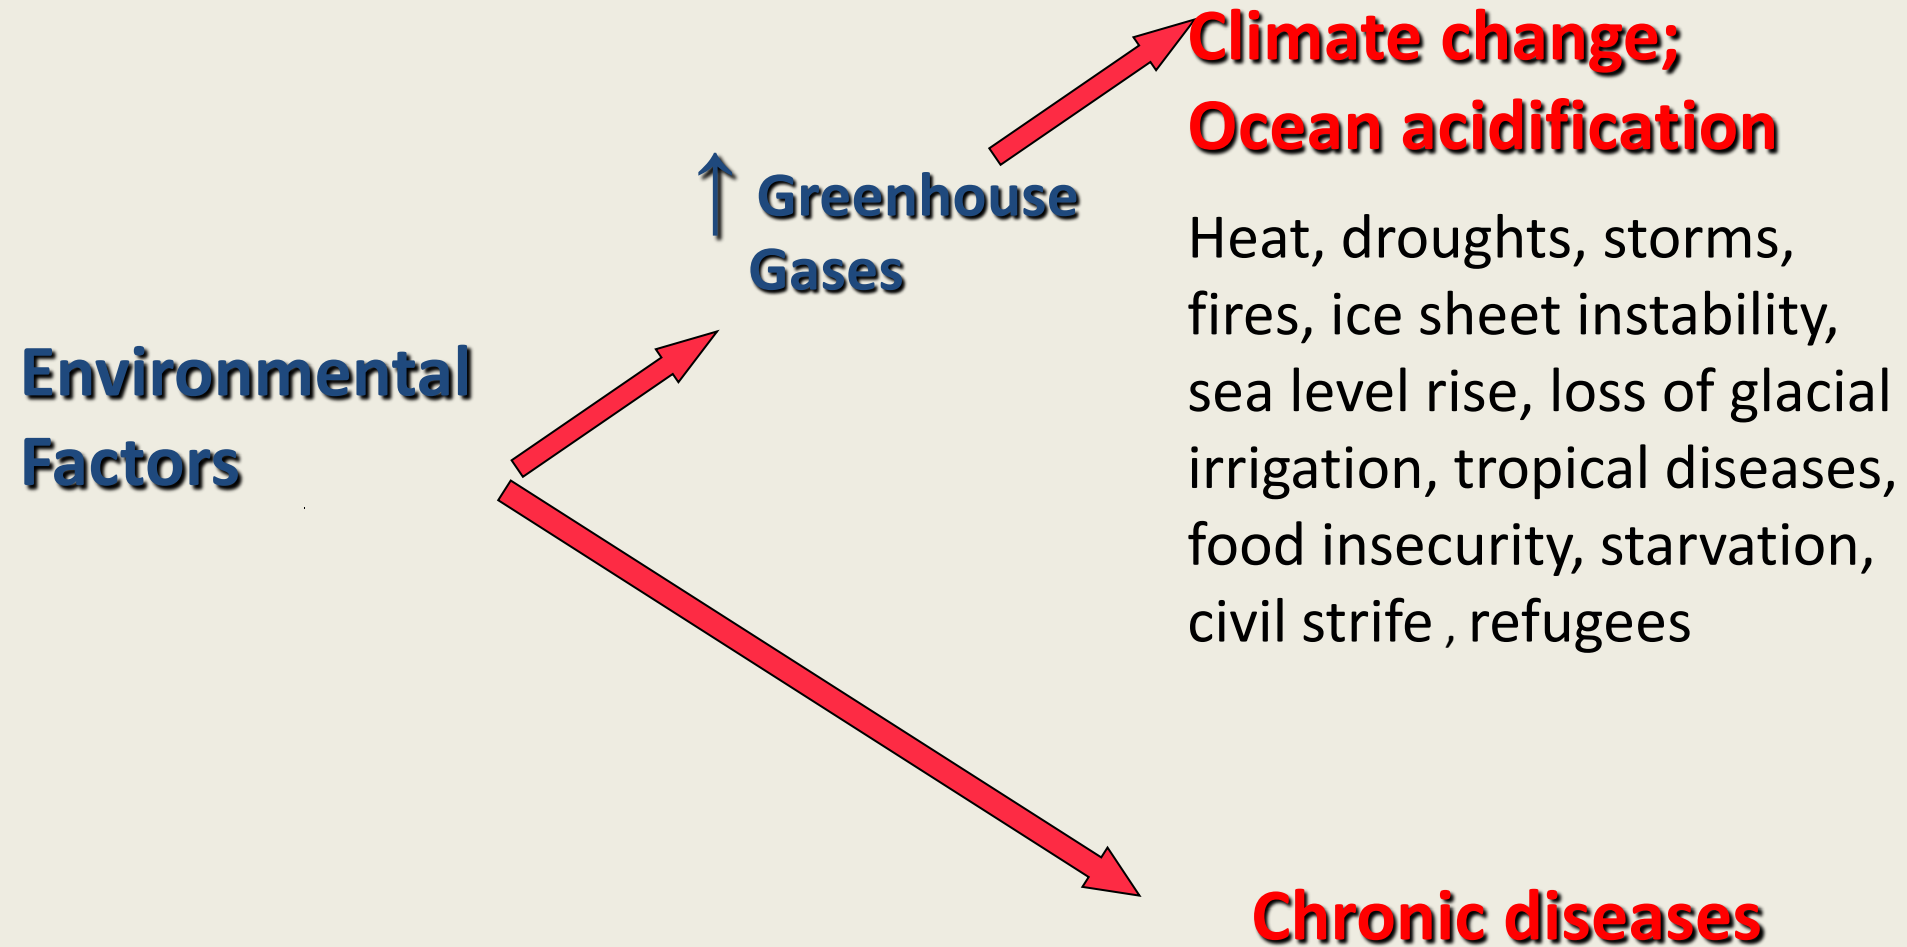 Environmental
Factors
↑ Greenhouse
Gases
Climate change;
Ocean acidification
Heat, droughts, storms,
fires, ice sheet instability,
sea level rise, loss of glacial
irrigation, tropical diseases,
food insecurity, starvation,
civil strife , refugees
Chronic diseases